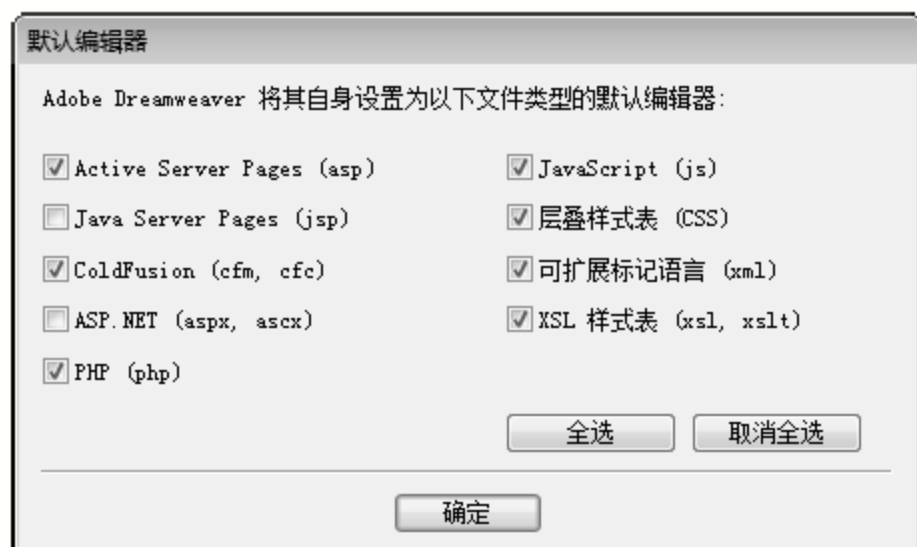 默认编辑器
Adobe Dreamweaver 将其自身设置为以下文件类型的默认编辑器:
Active Server Pages (asp)
JavaScript (js)
Java Server Pages (jsp)
层叠样式表 (CSS)
ColdFusion (cfm, cfc)
可扩展标记语言 (xml)
ASP.NET (aspx, ascx)
XSL 样式表 (xsl, xslt)
PHP (php)
全选
取消全选
确定